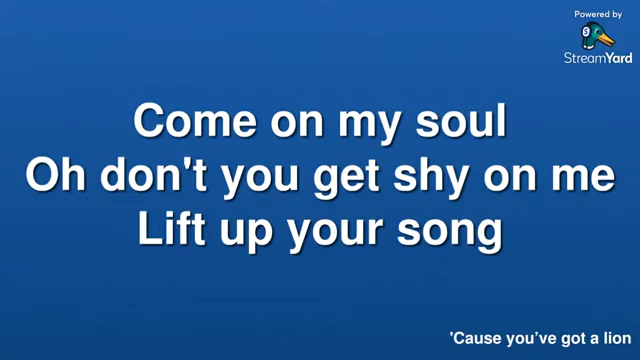 Powered by
StreamYard
Come on my soul
Oh don't you get shy on me
Lift up your song
'Cause you’ve got a lion